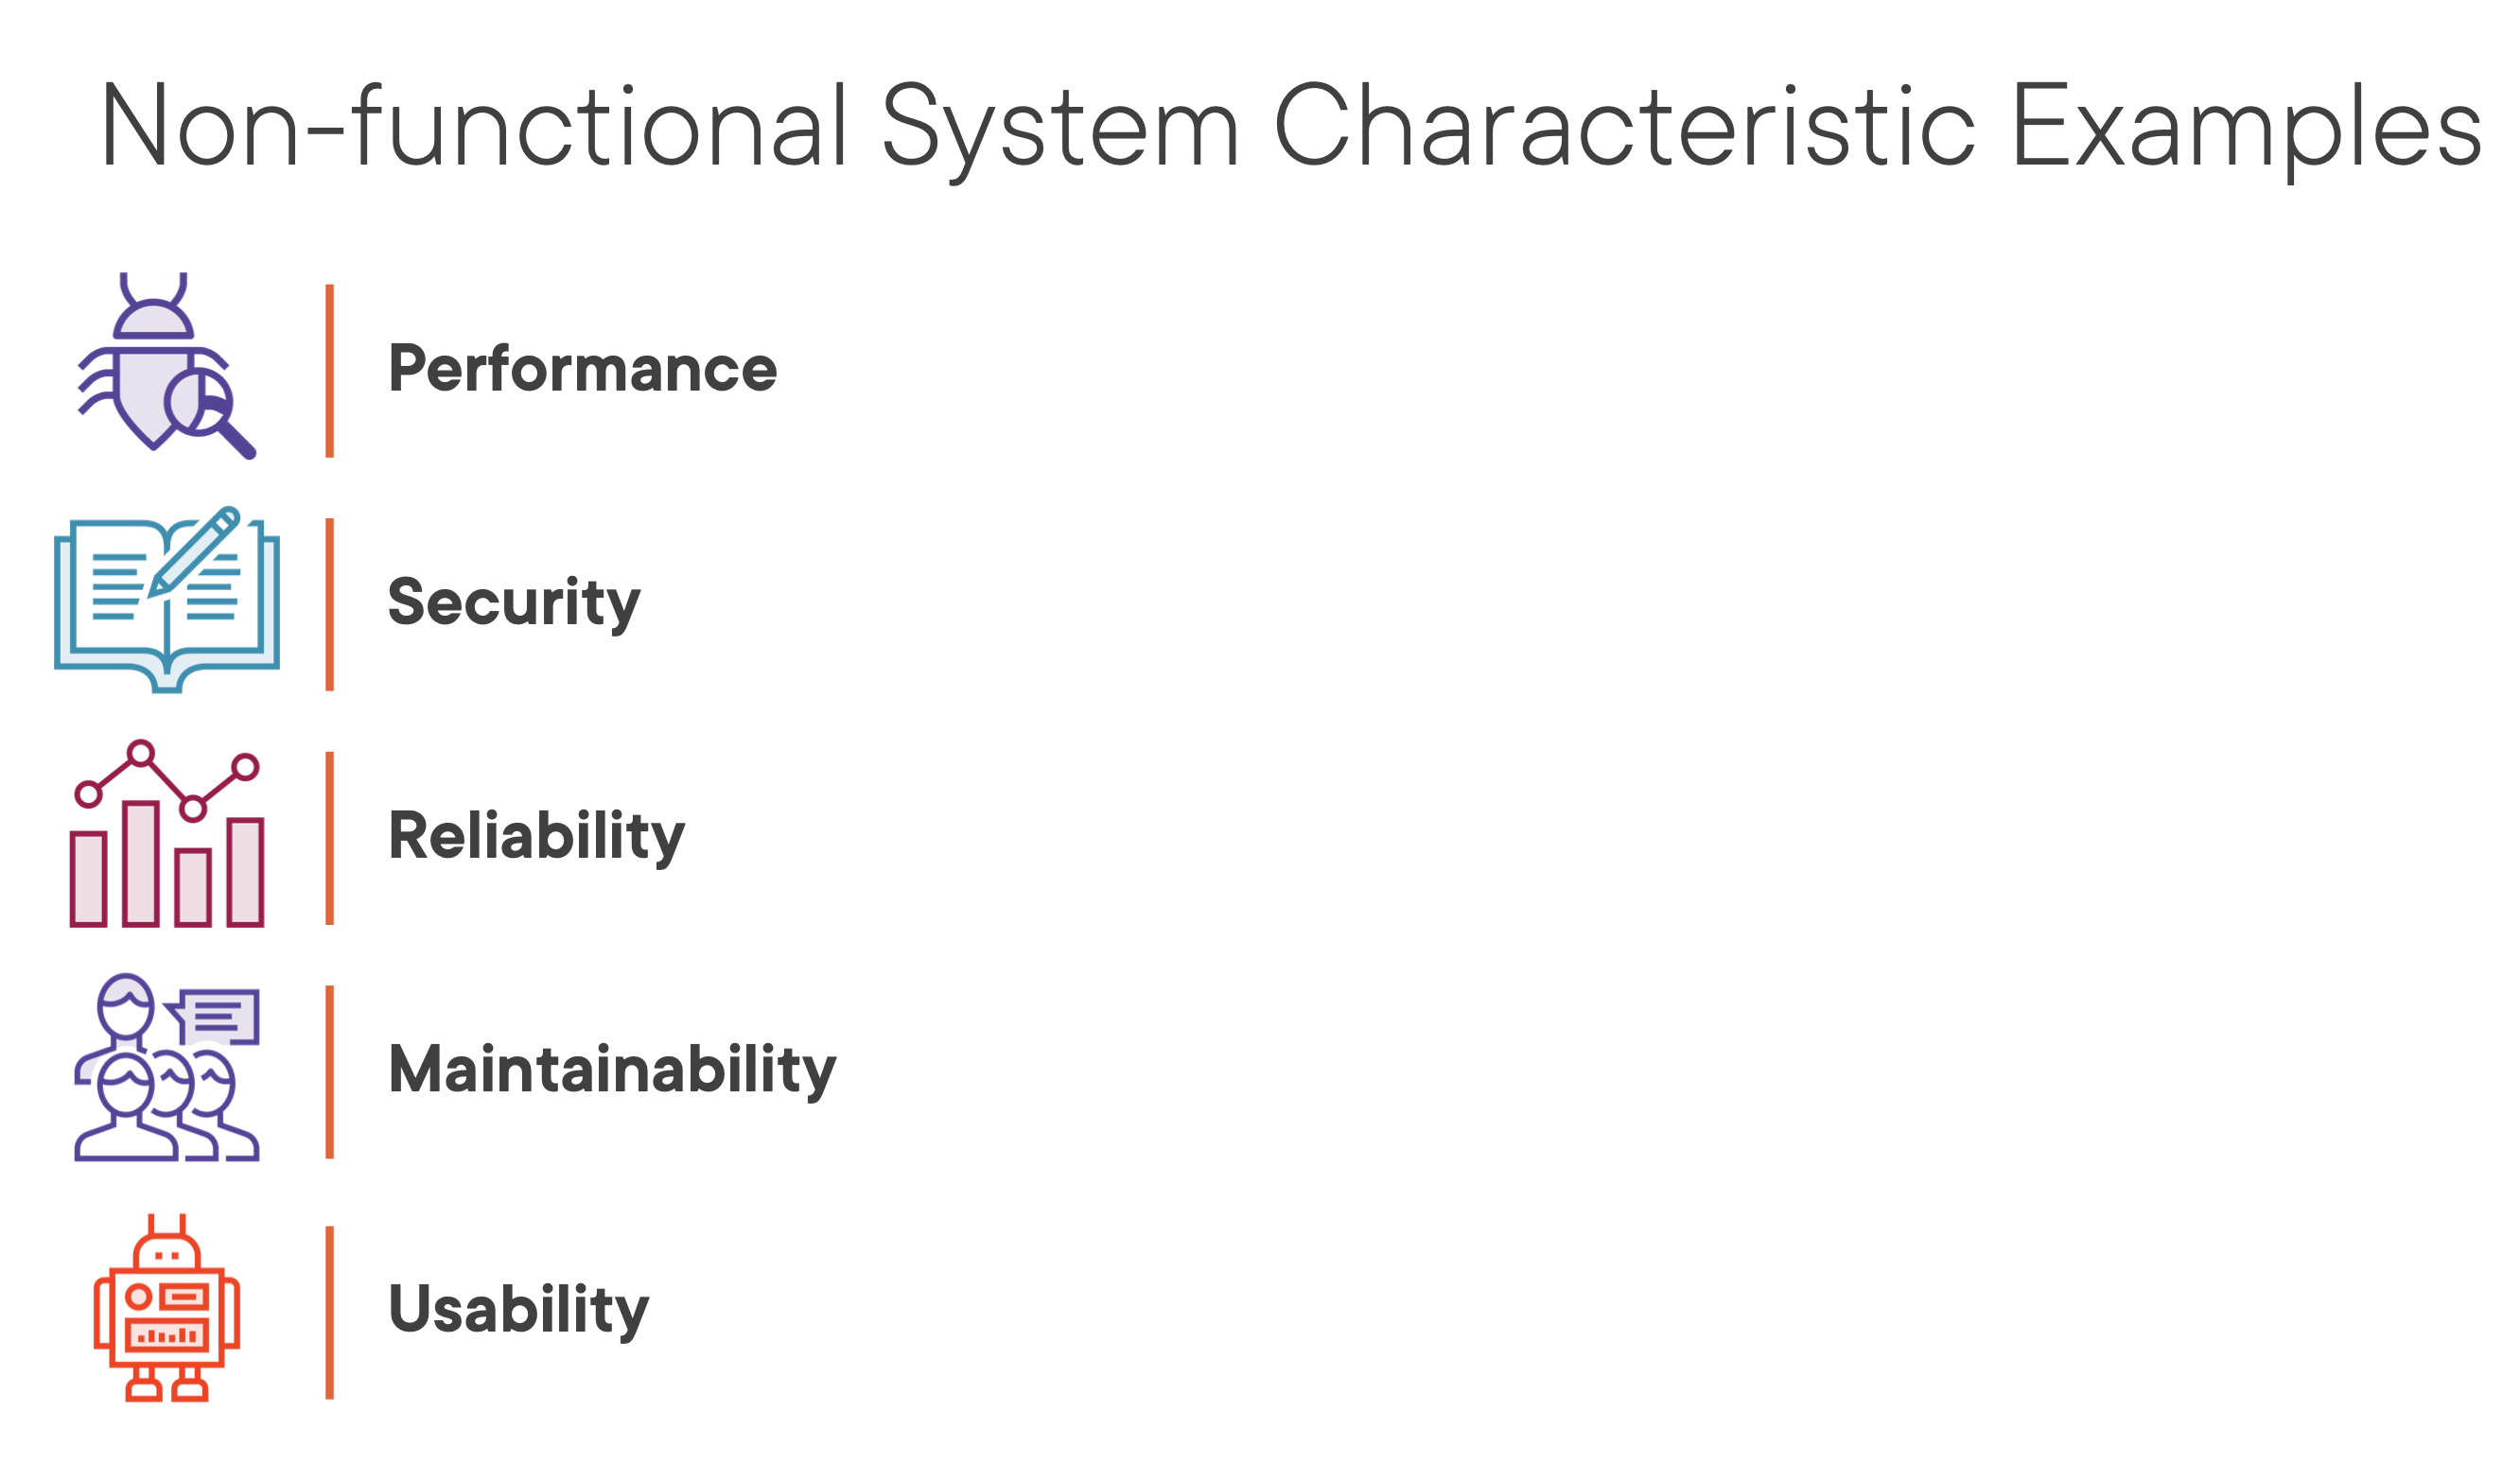 Non-functional System Characteristic Examples
Performance
Security
Reliability
Maintainability
Usability